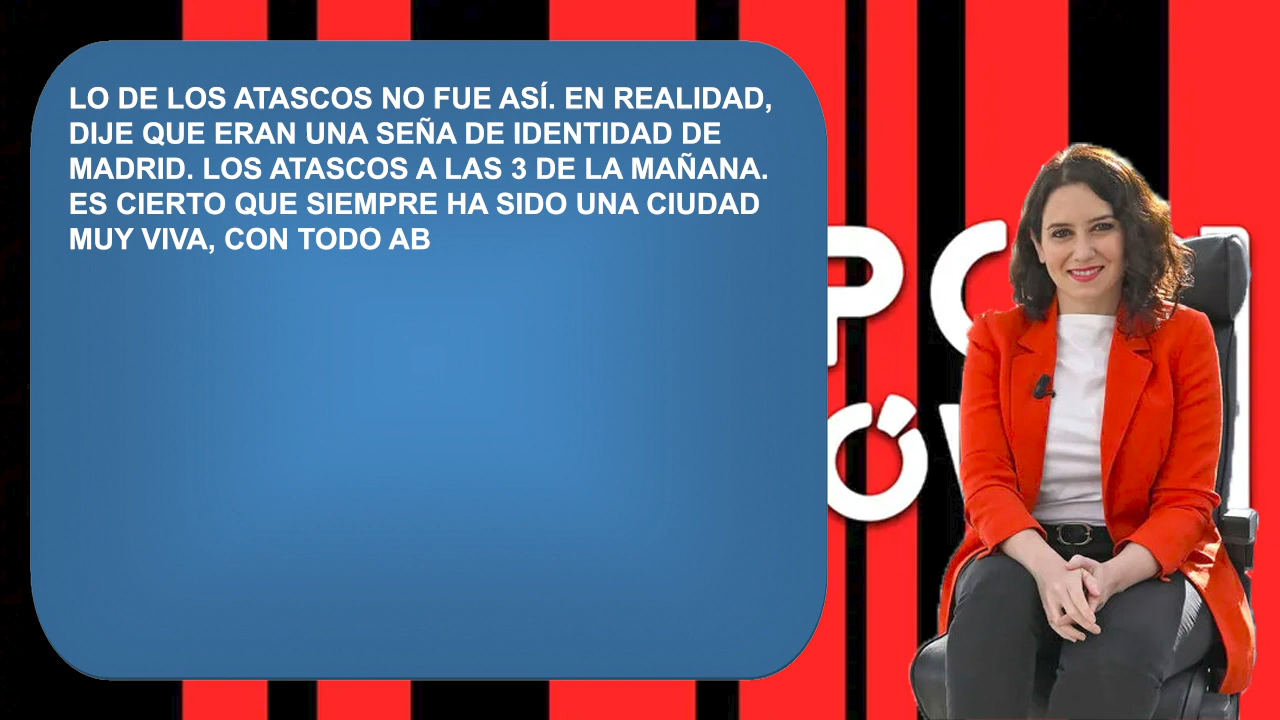 LO DE LOS ATASCOS NO FUE ASÍ. EN REALIDAD,
DIJE QUE ERAN UNA SEÑA DE IDENTIDAD DE
MADRID. LOS ATASCOS A LAS 3 DE LA MAÑANA.
ES CIERTO QUE SIEMPRE HA SIDO UNA CIUDAD
MUY VIVA, CON TODO AB